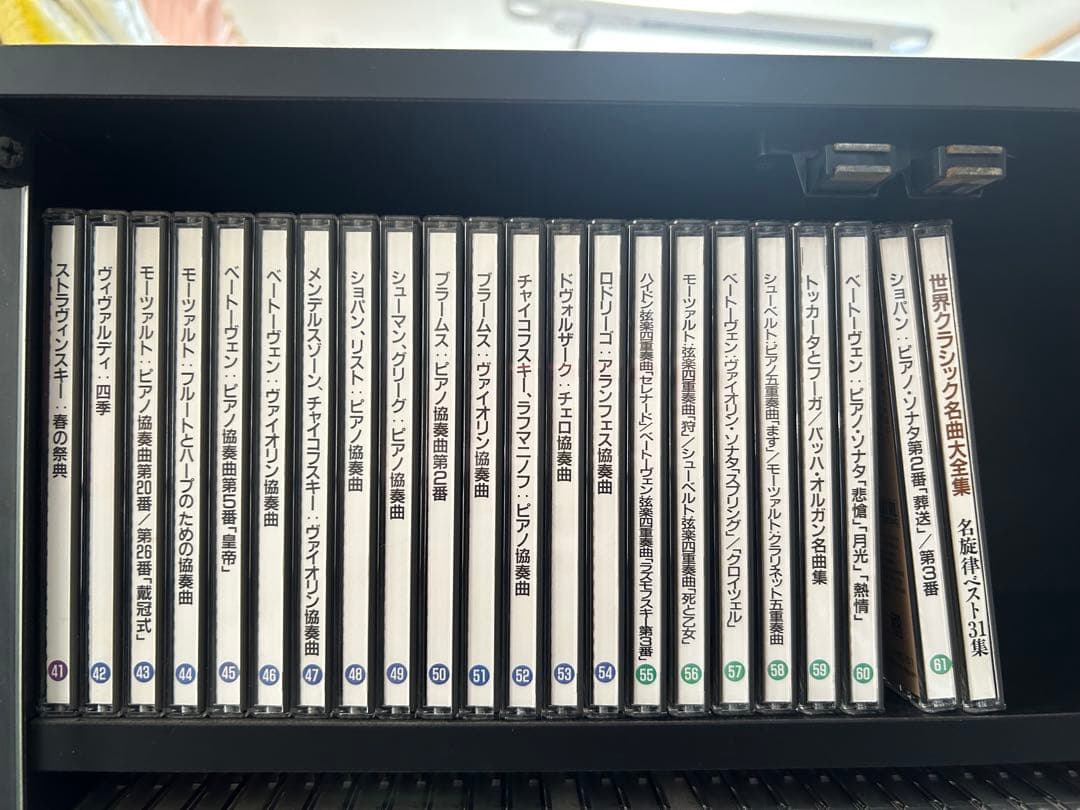 ストラヴィンスキー：春の祭典 41
ヴィヴァルディ：四季 42
モーツァルト：ピアノ協奏曲第20番／第26番「戴冠式」 43
モーツァルト：フルートとハープのための協奏曲 44
ベートーヴェン：ピアノ協奏曲第5番「皇帝」 45
ベートーヴェン：ヴァイオリン協奏曲 46
メンデルスゾーン、チャイコフスキー：ヴァイオリン協奏曲 47
ショパン、リスト：ピアノ協奏曲 48
シューマン、グリーグ：ピアノ協奏曲 49
ブラームス：ピアノ協奏曲第2番 50
ブラームス：ヴァイオリン協奏曲 51
チャイコフスキー、ラフマニノフ：ピアノ協奏曲 52
ドヴォルザーク：チェロ協奏曲 53
ロドリーゴ：アランフェス協奏曲 54
ハイドン弦楽四重奏曲「セレナード」／ベートーヴェン弦楽四重奏曲「ラズモフスキー第3番」 55
モーツァルト：弦楽四重奏曲「狩」／シューベルト弦楽四重奏曲「死と乙女」 56
ベートーヴェン：ヴァイオリン・ソナタ「スプリング」／「クロイツェル」 57
シューベルト：ピアノ五重奏曲「ます」／モーツァルト：クラリネット五重奏曲 58
トッカータとフーガ／バッハ・オルガン名曲集 59
ベートーヴェン：ピアノ・ソナタ「悲愴」「月光」「熱情」 60
ショパン：ピアノ・ソナタ第2番「葬送」／第3番 61
世界クラシック名曲大全集 名旋律ベスト31集